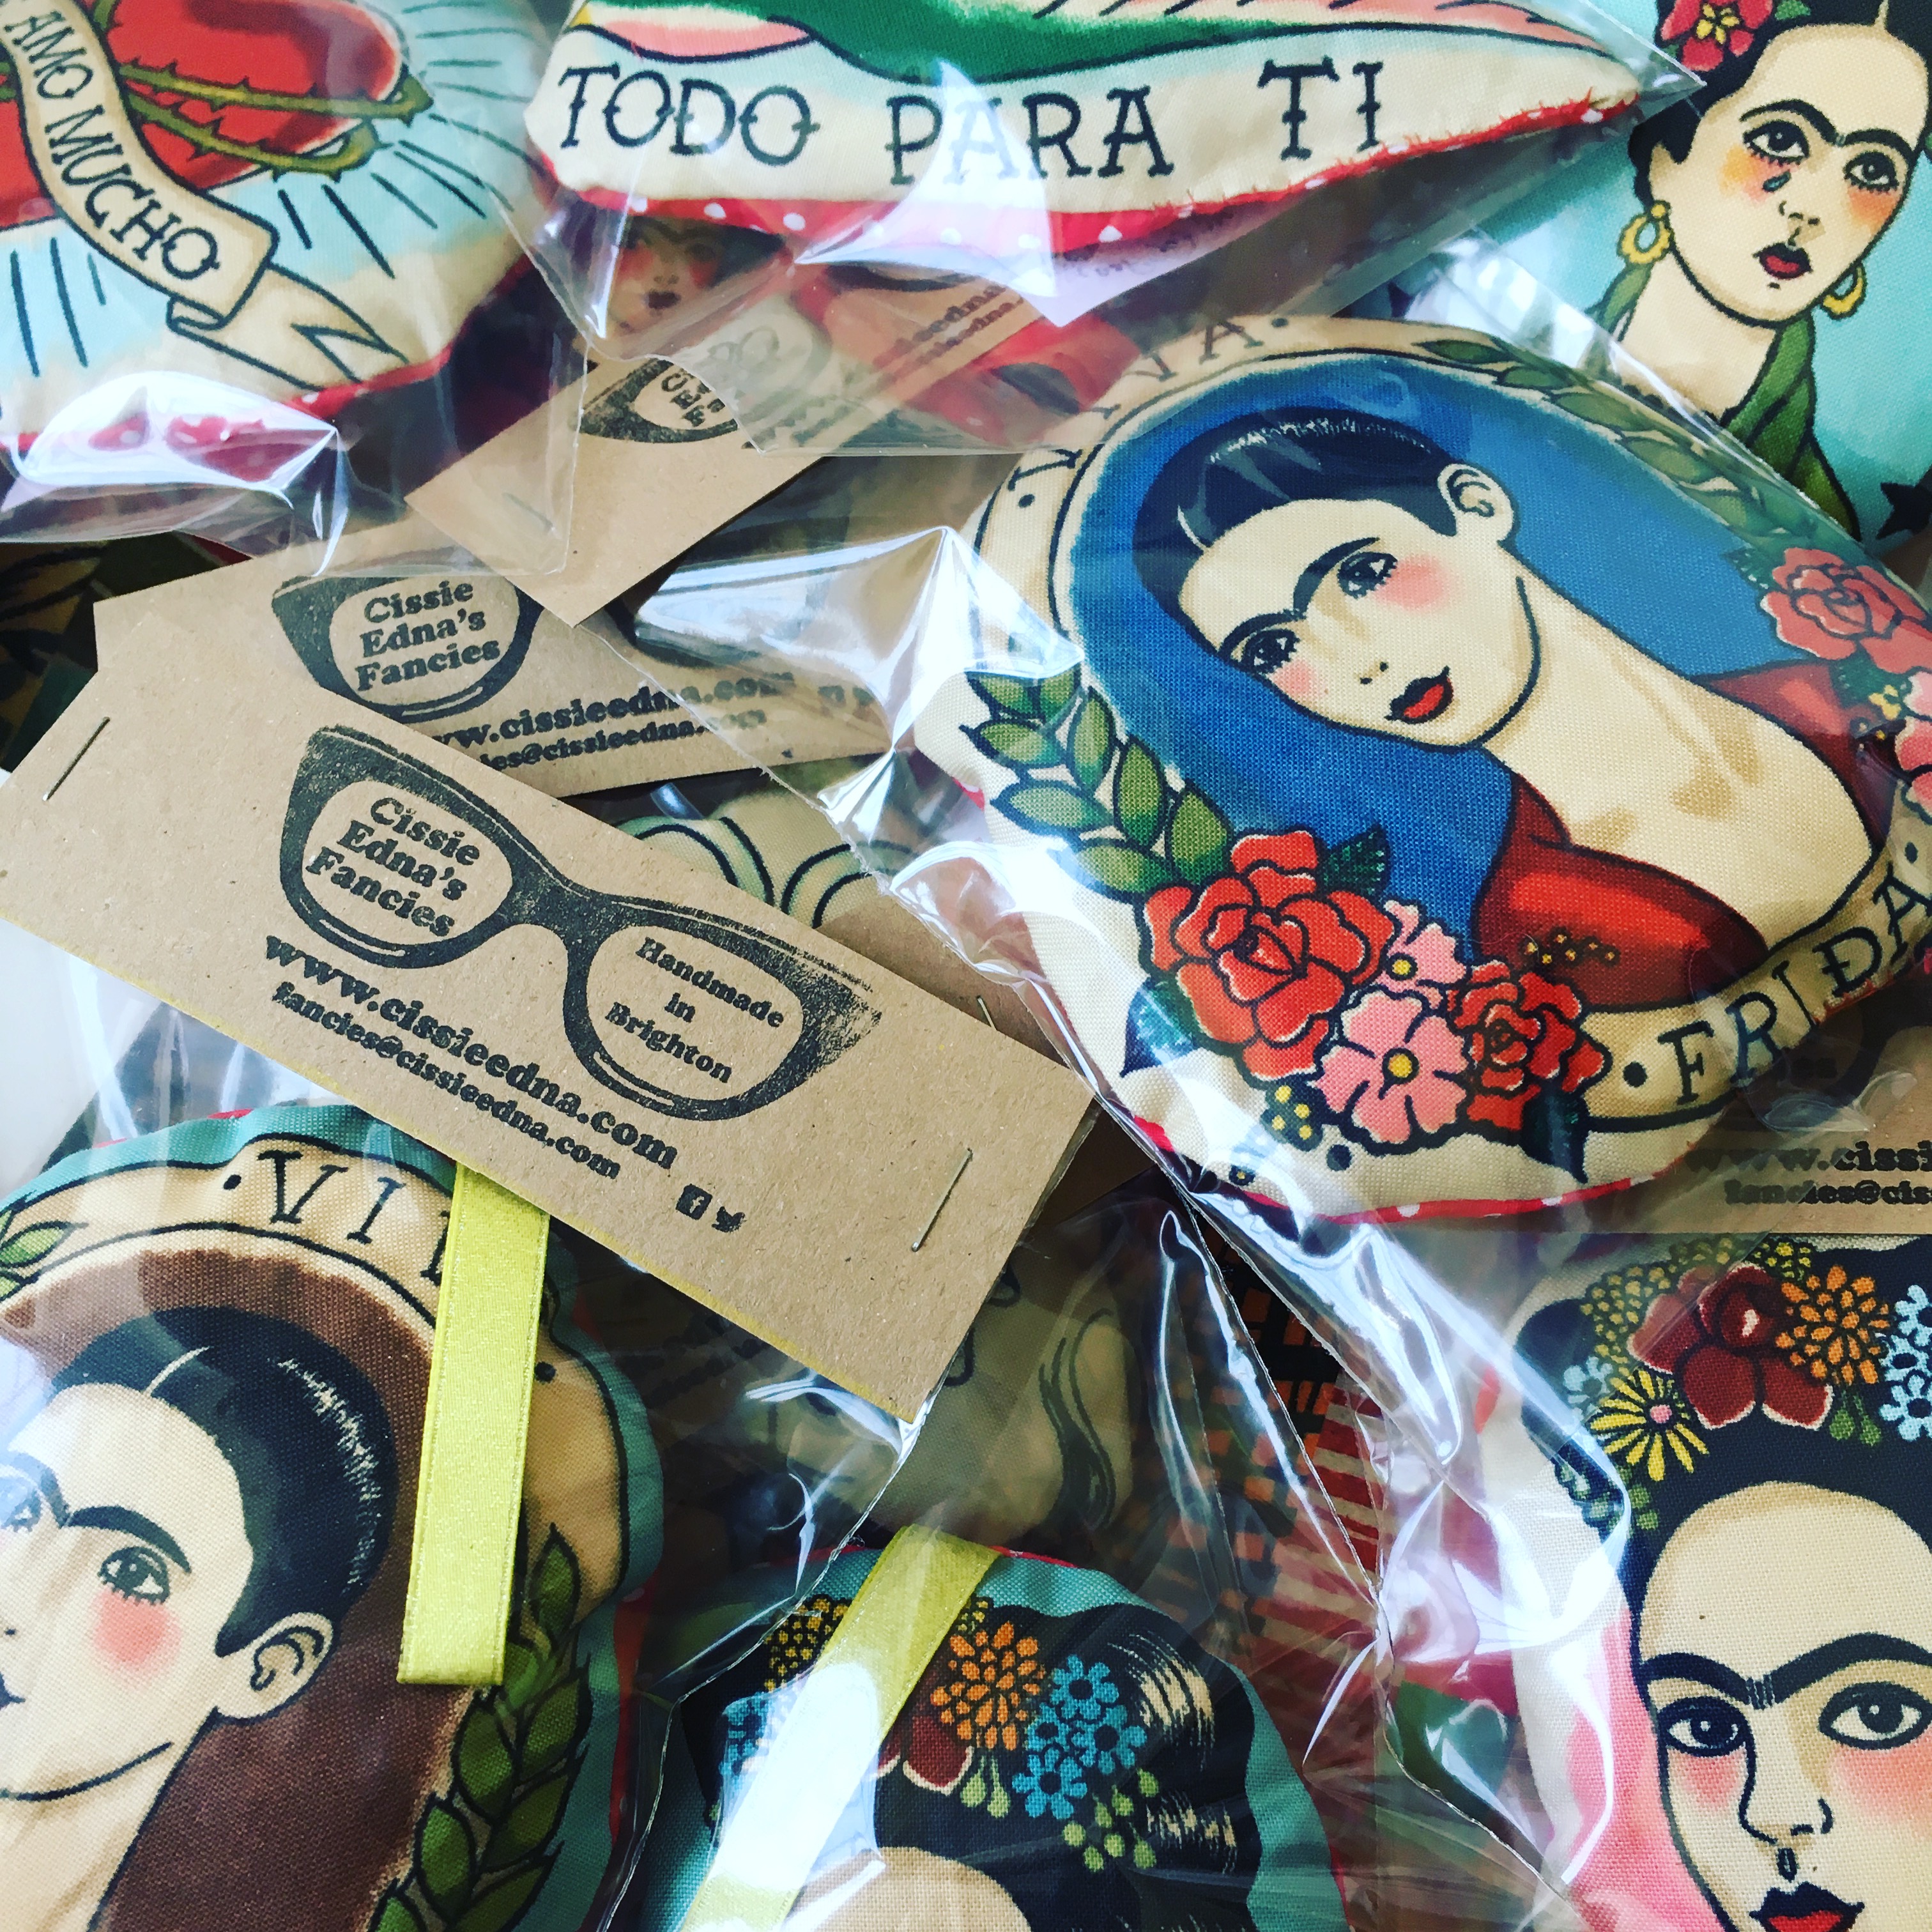 AMO MUCHO
TODO PARA TI
Cissie
Edna's
Fancies
www.cissieedna.com
Cissie
Edna's
Fancies
Handmade
in
Brighton
www.cissieedna.com
fancies@cissieedna.com
VIVA
FRIDA